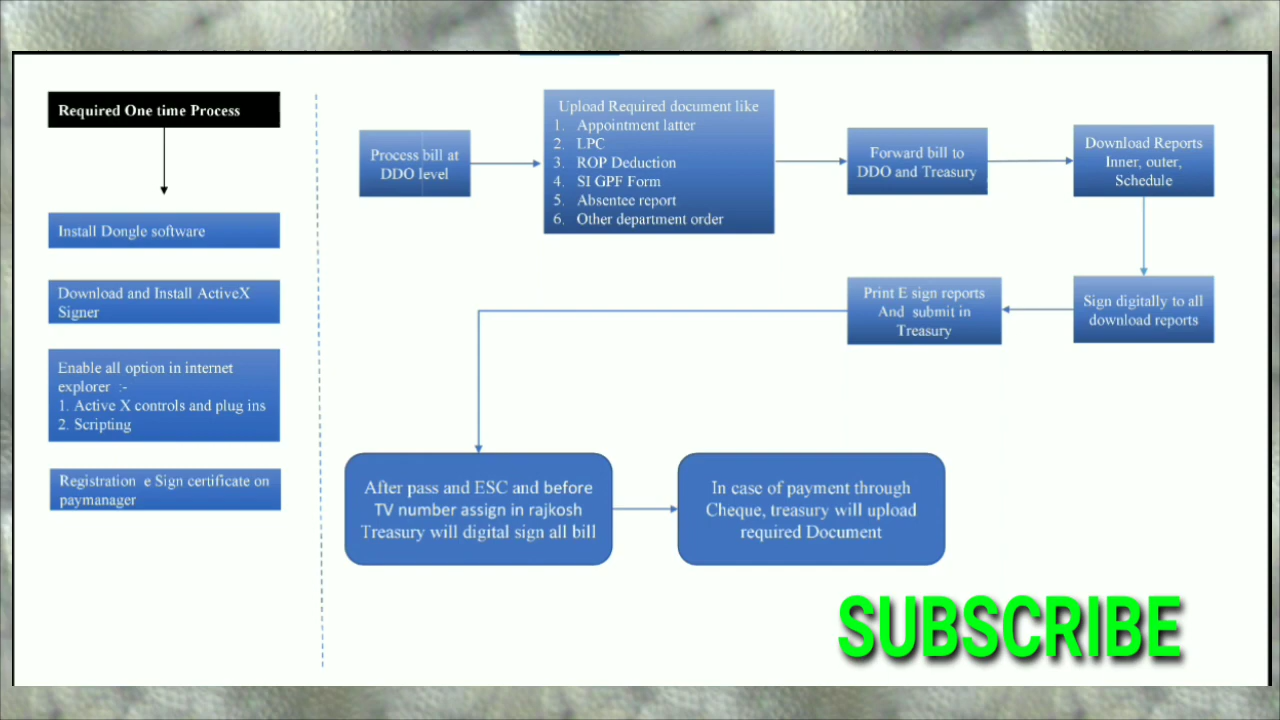 Required One time Process
Install Dongle software
Download and Install ActiveX
Signer
Enable all option in internet
explorer :-
1. Active X controls and plug ins
2. Scripting
Registration e Sign certificate on
paymanager
Process bill at
DDO level
Upload Required document like
1. Appointment latter
2. LPC
3. ROP Deduction
4. SI GPF Form
5. Absentee report
6. Other department order
Forward bill to
DDO and Treasury
Download Reports
Inner, outer,
Schedule
Sign digitally to all
download reports
Print E sign reports
And submit in
Treasury
After pass and ESC and before
TV number assign in rajkosh
Treasury will digital sign all bill
In case of payment through
Cheque, treasury will upload
required Document
SUBSCRIBE